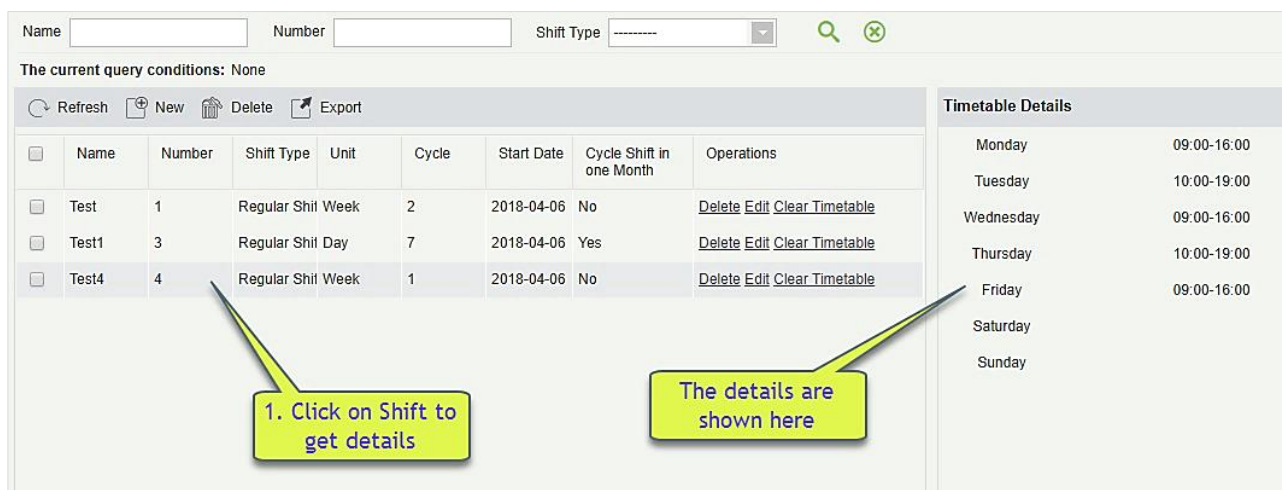 Name Number Shift Type ---------
The current query conditions: None
Refresh New Delete Export
Timetable Details
Name Number Shift Type Unit Cycle Start Date Cycle Shift in one Month Operations
Test 1 Regular Shif Week 2 2018-04-06 No Delete Edit Clear Timetable
Test1 3 Regular Shif Day 7 2018-04-06 Yes Delete Edit Clear Timetable
Test4 4 Regular Shif Week 1 2018-04-06 No Delete Edit Clear Timetable
Monday 09:00-16:00
Tuesday 10:00-19:00
Wednesday 09:00-16:00
Thursday 10:00-19:00
Friday 09:00-16:00
Saturday
Sunday
1. Click on Shift to
get details
The details are
shown here